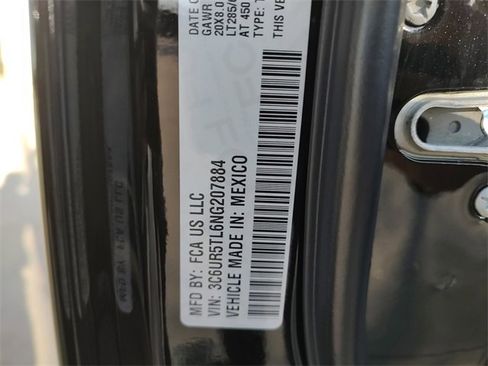 DATE O
GAWR
20X8.0
LT285/6
AT 450
TYPE: T
THIS VE
MFD BY: FCA US LLC
VIN: 3C6UR5TL6NG207884
VEHICLE MADE IN: MEXICO